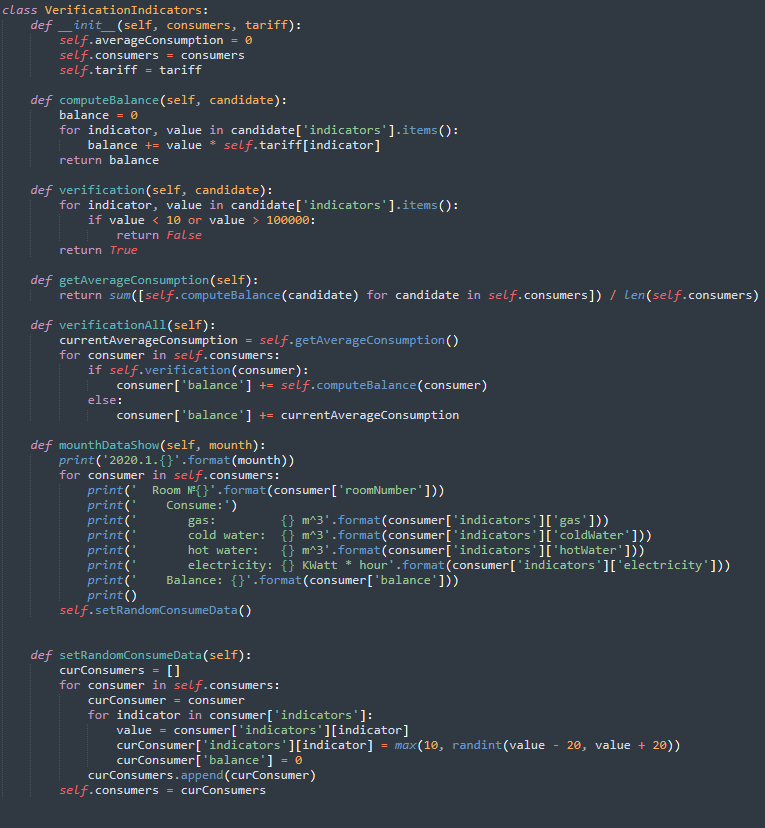 class VerificationIndicators:
    def __init__(self, consumers, tariff):
        self.averageConsumption = 0
        self.consumers = consumers
        self.tariff = tariff

    def computeBalance(self, candidate):
        balance = 0
        for indicator, value in candidate['indicators'].items():
            balance += value * self.tariff[indicator]
        return balance

    def verification(self, candidate):
        for indicator, value in candidate['indicators'].items():
            if value < 10 or value > 100000:
                return False
        return True

    def getAverageConsumption(self):
        return sum([self.computeBalance(candidate) for candidate in self.consumers]) / len(self.consumers)

    def verificationAll(self):
        currentAverageConsumption = self.getAverageConsumption()
        for consumer in self.consumers:
            if self.verification(consumer):
                consumer['balance'] += self.computeBalance(consumer)
            else:
                consumer['balance'] += currentAverageConsumption

    def mounthDataShow(self, mounth):
        print('2020.1.{}'.format(mounth))
        for consumer in self.consumers:
            print('  Room №{}'.format(consumer['roomNumber']))
            print('    Consume:')
            print('       gas:         {} m^3'.format(consumer['indicators']['gas']))
            print('       cold water:  {} m^3'.format(consumer['indicators']['coldWater']))
            print('       hot water:   {} m^3'.format(consumer['indicators']['hotWater']))
            print('       electricity: {} KWatt * hour'.format(consumer['indicators']['electricity']))
            print('    Balance: {}'.format(consumer['balance']))
            print()
        self.setRandomConsumeData()


    def setRandomConsumeData(self):
        curConsumers = []
        for consumer in self.consumers:
            curConsumer = consumer
            for indicator in consumer['indicators']:
                value = consumer['indicators'][indicator]
                curConsumer['indicators'][indicator] = max(10, randint(value - 20, value + 20))
                curConsumer['balance'] = 0
            curConsumers.append(curConsumer)
        self.consumers = curConsumers